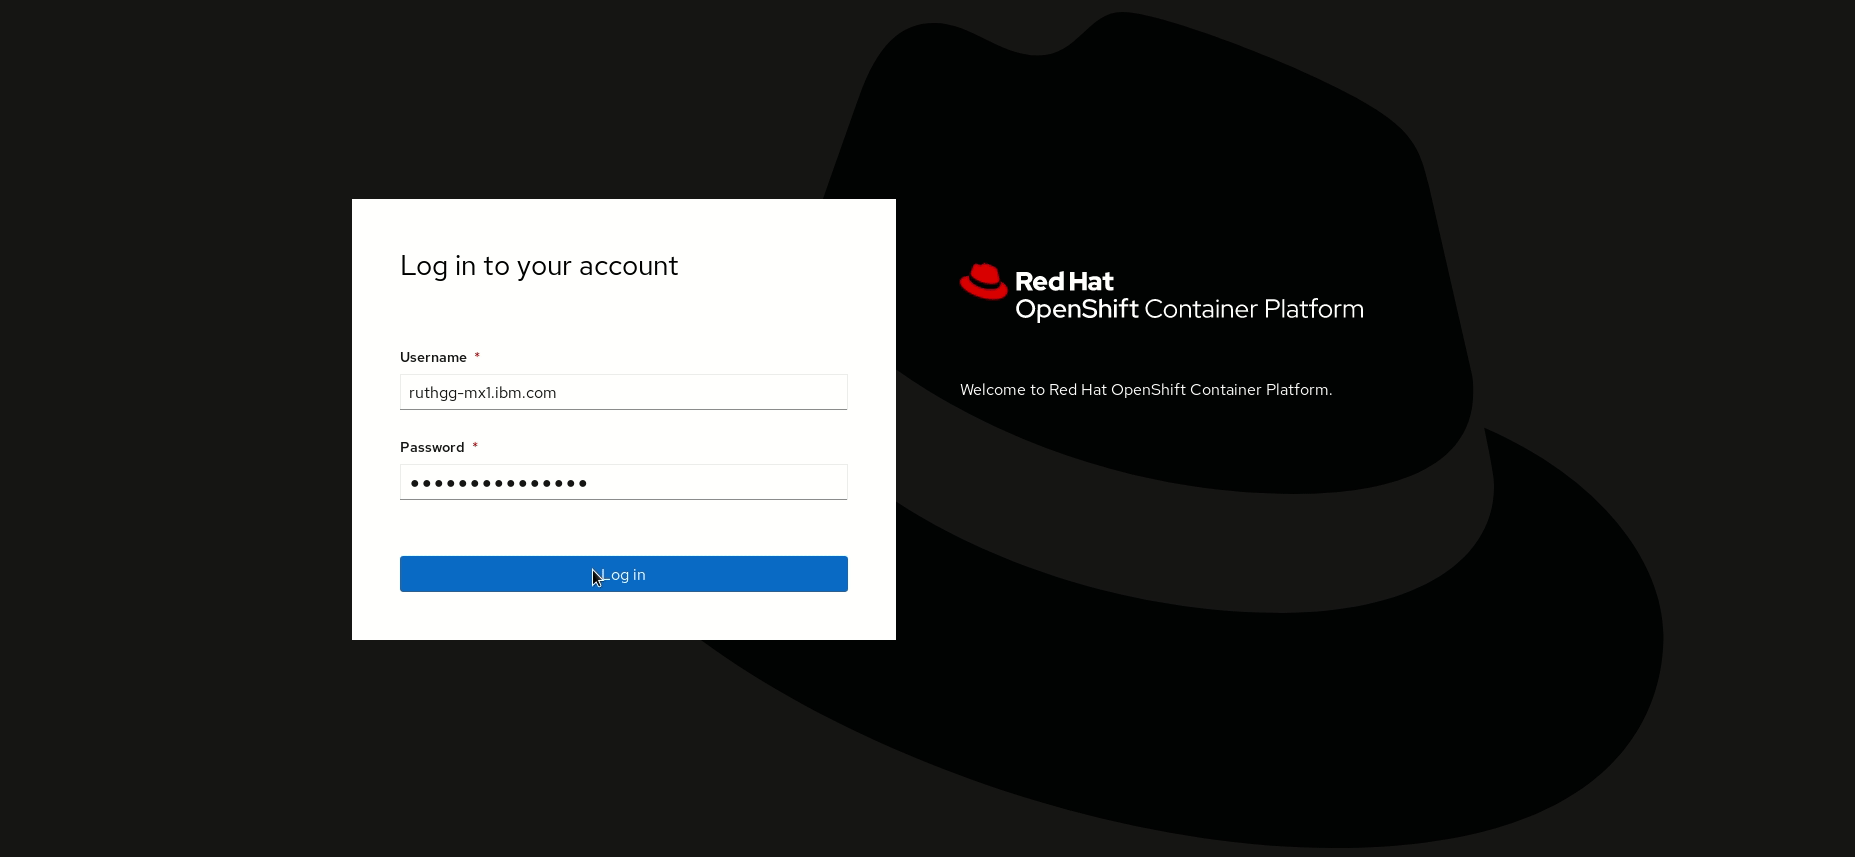 Log in to your account
Username *
ruthgg-mx1.ibm.com
Password *
●●●●●●●●●●●●●●●
Log in
Red Hat
OpenShift Container Platform
Welcome to Red Hat OpenShift Container Platform.